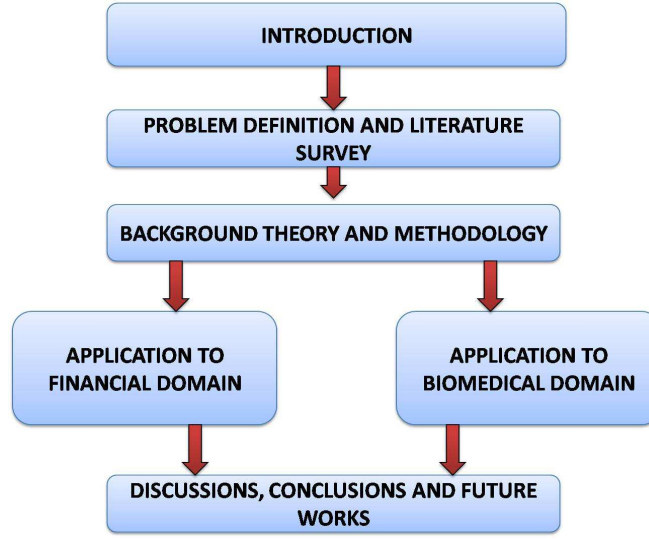 INTRODUCTION
PROBLEM DEFINITION AND LITERATURE
SURVEY
BACKGROUND THEORY AND METHODOLOGY
APPLICATION TO
FINANCIAL DOMAIN
APPLICATION TO
BIOMEDICAL DOMAIN
DISCUSSIONS, CONCLUSIONS AND FUTURE
WORKS